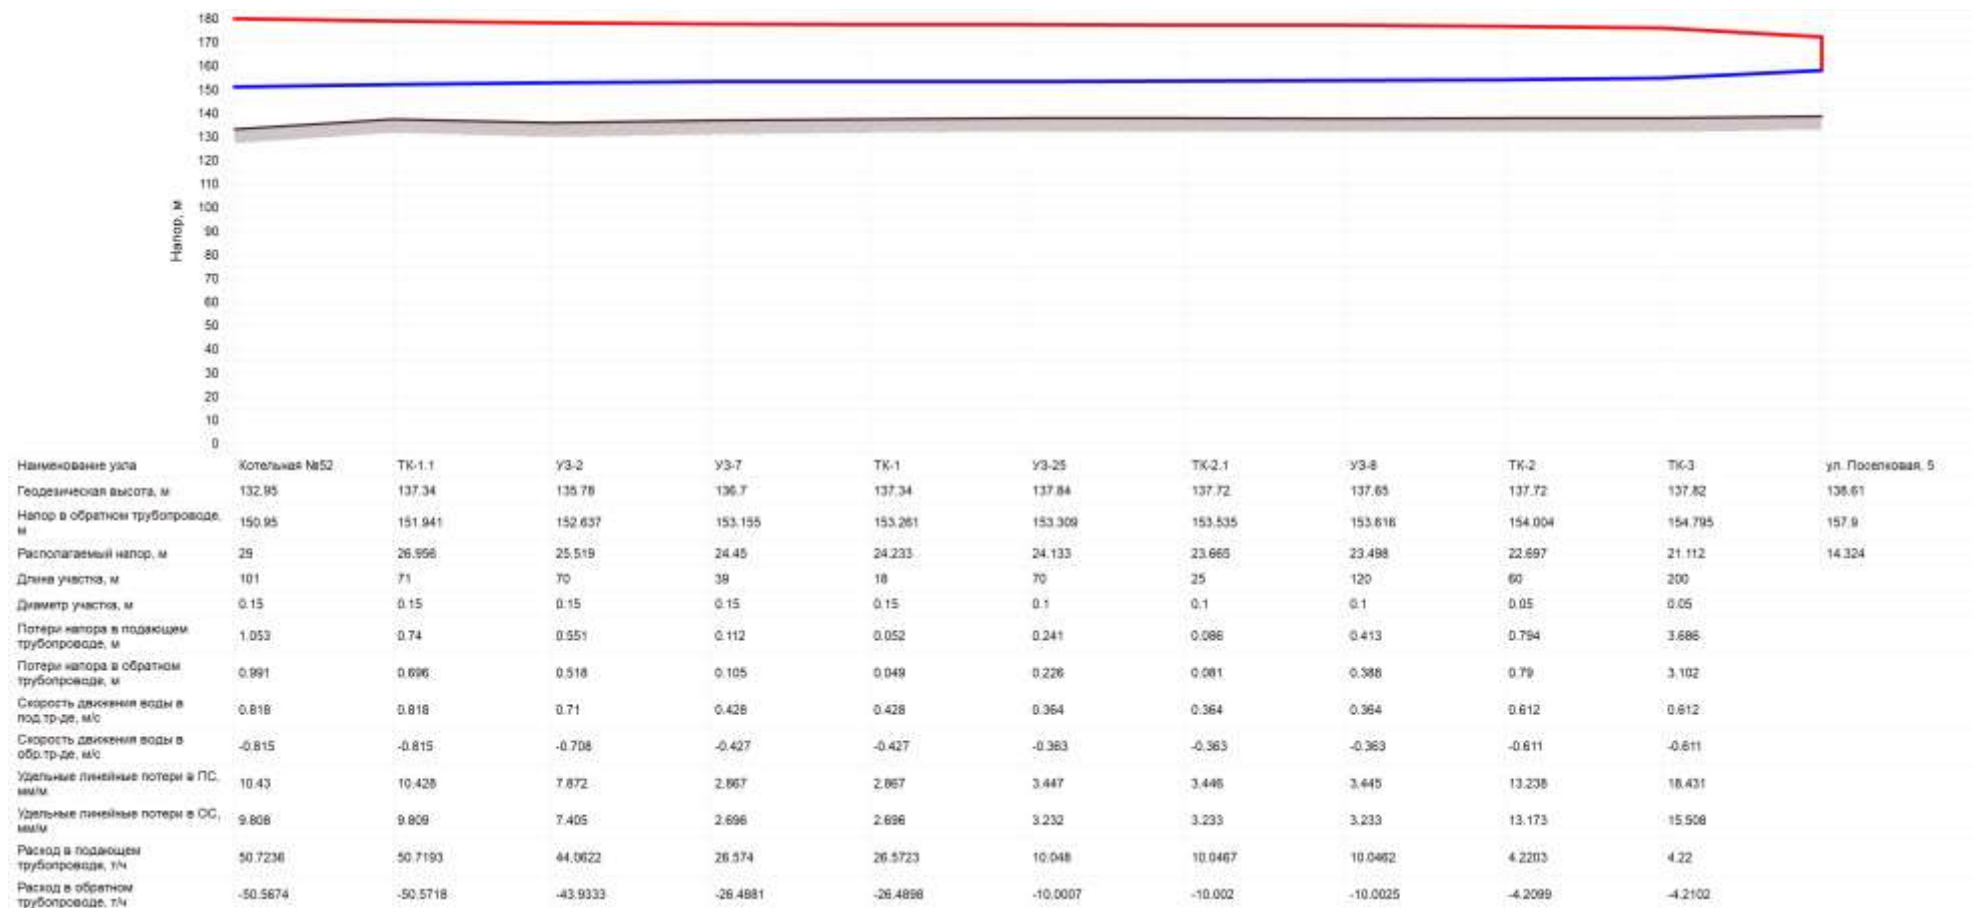 180
170
160
150
140
130
120
110
100
90
80
70
60
50
40
30
20
10
0
Напор, м
Наименование узла Котельная №52 ТК-1.1 УЗ-2 УЗ-7 ТК-1 УЗ-25 ТК-2.1 УЗ-8 ТК-2 ТК-3 ул. Поселковая, 5
Геодезическая высота, м 132.95 137.34 135.78 136.7 137.34 137.84 137.72 137.65 137.72 137.82 138.61
Напор в обратном трубопроводе,
м 150.95 151.941 152.637 153.155 153.261 153.309 153.535 153.616 154.004 154.795 157.9
Располагаемый напор, м 29 26.956 25.519 24.45 24.233 24.133 23.665 23.498 22.697 21.112 14.324
Длина участка, м 101 71 70 39 18 70 25 120 60 200
Диаметр участка, м 0.15 0.15 0.15 0.15 0.15 0.1 0.1 0.1 0.05 0.05
Потери напора в подающем
трубопроводе, м 1.053 0.74 0.551 0.112 0.052 0.241 0.086 0.413 0.794 3.686
Потери напора в обратном
трубопроводе, м 0.991 0.696 0.518 0.105 0.049 0.226 0.081 0.388 0.79 3.102
Скорость движения воды в
под.тр-де, м/с 0.818 0.818 0.71 0.428 0.428 0.364 0.364 0.364 0.612 0.612
Скорость движения воды в
обр.тр-де, м/с -0.815 -0.815 -0.708 -0.427 -0.427 -0.363 -0.363 -0.363 -0.611 -0.611
Удельные линейные потери в ПС,
мм/м 10.43 10.428 7.872 2.867 2.867 3.447 3.446 3.445 13.238 18.431
Удельные линейные потери в ОС,
мм/м 9.808 9.809 7.405 2.696 2.696 3.232 3.233 3.233 13.173 15.508
Расход в подающем
трубопроводе, т/ч 50.7236 50.7193 44.0622 26.574 26.5723 10.048 10.0467 10.0462 4.2203 4.22
Расход в обратном
трубопроводе, т/ч -50.5674 -50.5718 -43.9333 -26.4881 -26.4898 -10.0007 -10.002 -10.0025 -4.2099 -4.2102